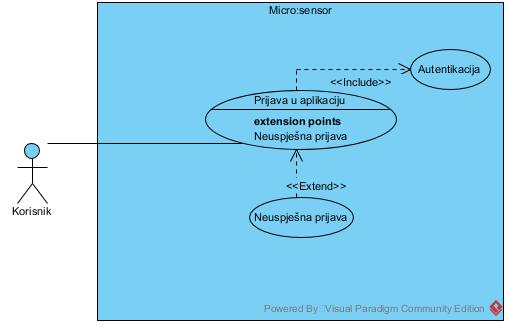 Micro:sensor
Autentikacija
<<Include>>
Prijava u aplikaciju
extension points
Neuspješna prijava
<<Extend>>
Korisnik
Neuspješna prijava
Powered By Visual Paradigm Community Edition